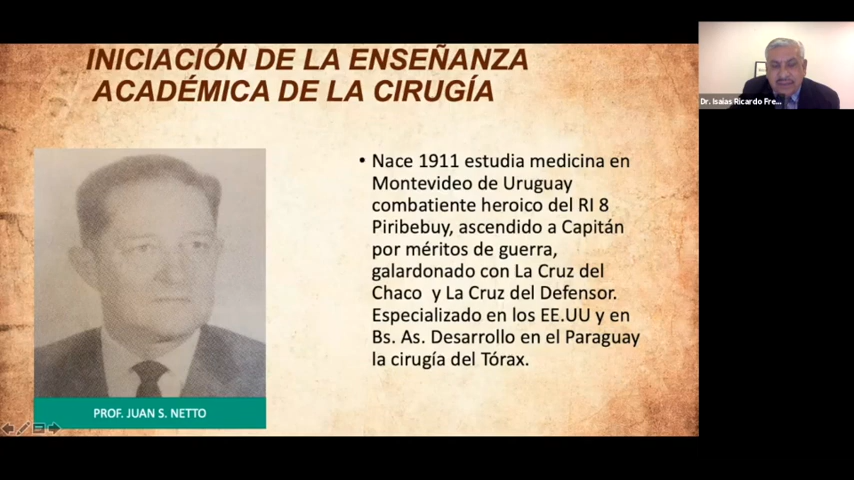 INICIACIÓN DE LA ENSEÑANZA
ACADÉMICA DE LA CIRUGÍA
• Nace 1911 estudia medicina en
Montevideo de Uruguay
combatiente heroico del RI 8
Piribebuy, ascendido a Capitán
por méritos de guerra,
galardonado con La Cruz del
Chaco y La Cruz del Defensor.
Especializado en los EE.UU y en
Bs. As. Desarrollo en el Paraguay
la cirugía del Tórax.
PROF. JUAN S. NETTO
Dr. Isaias Ricardo Fre...